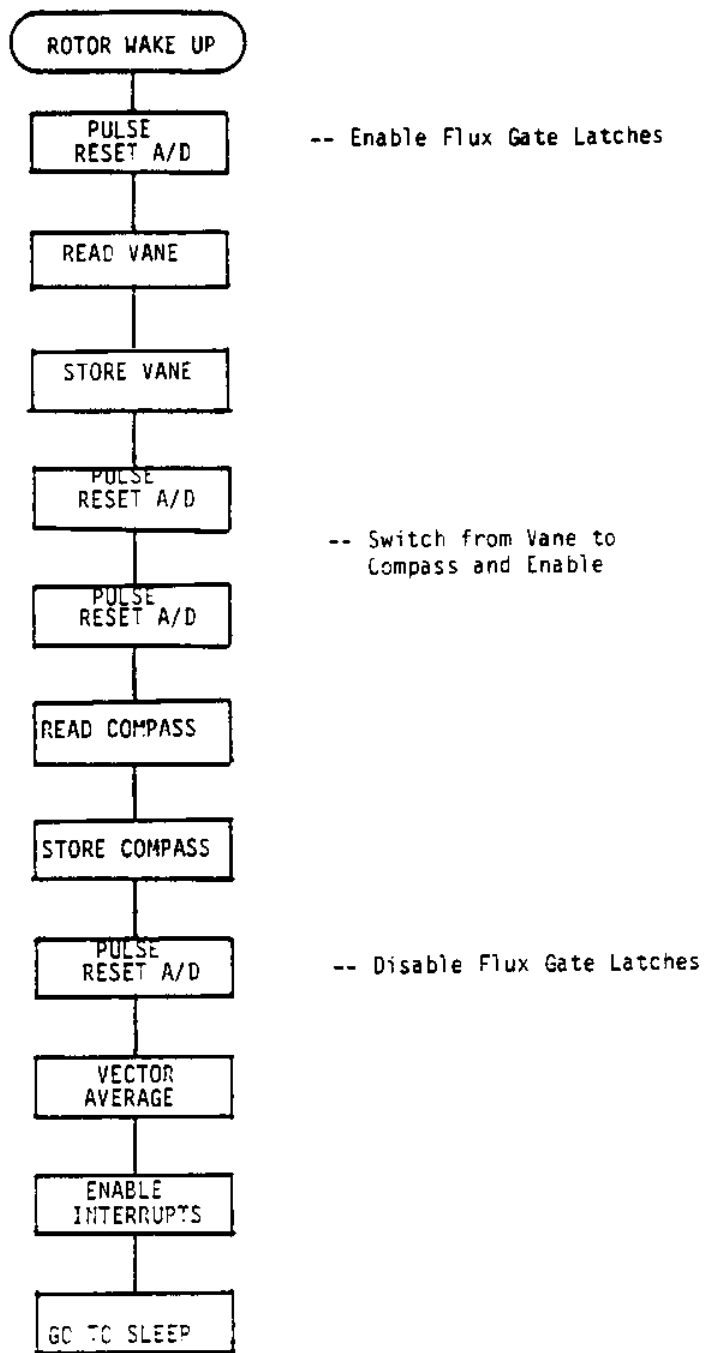 ROTOR WAKE UP
PULSE
RESET A/D
-- Enable Flux Gate Latches
READ VANE
STORE VANE
PULSE
RESET A/D
-- Switch from Vane to
Compass and Enable
PULSE
RESET A/D
READ COMPASS
STORE COMPASS
PULSE
RESET A/D
-- Disable Flux Gate Latches
VECTOR
AVERAGE
ENABLE
INTERRUPTS
GO TO SLEEP